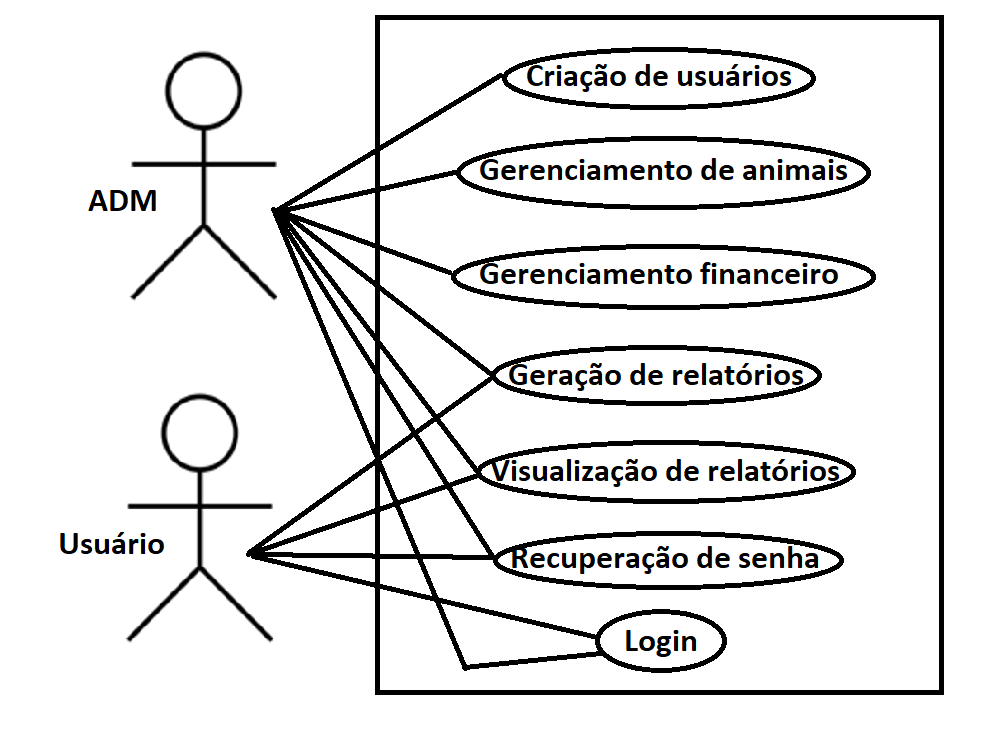 Criação de usuários
Gerenciamento de animais
ADM
Gerenciamento financeiro
Geração de relatórios
Visualização de relatórios
Usuário
Recuperação de senha
Login